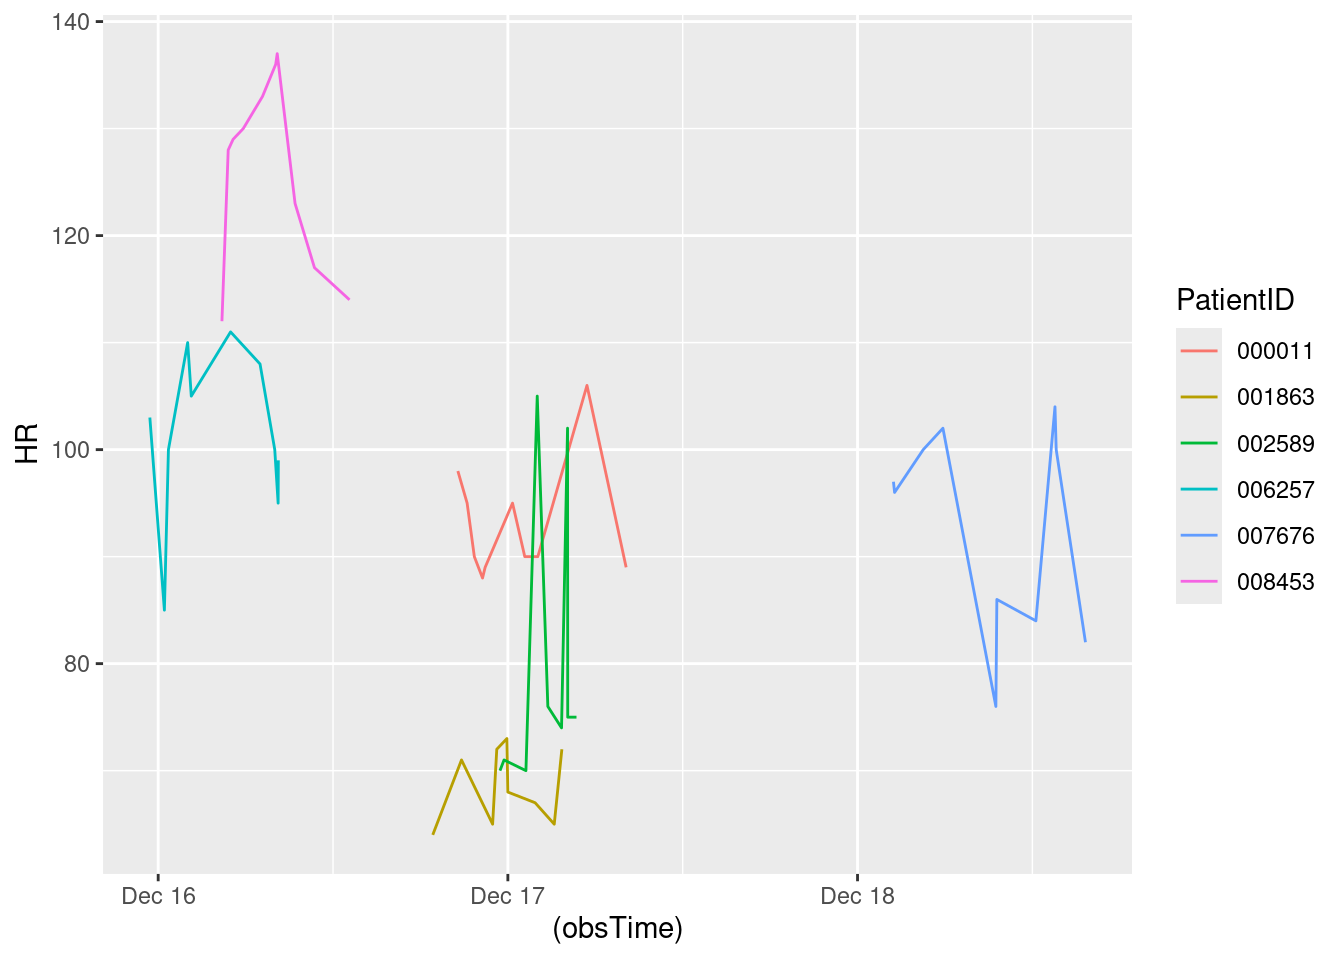 140
120
100
80
HR
Dec 16
Dec 17
Dec 18
(obsTime)
PatientID
000011
001863
002589
006257
007676
008453